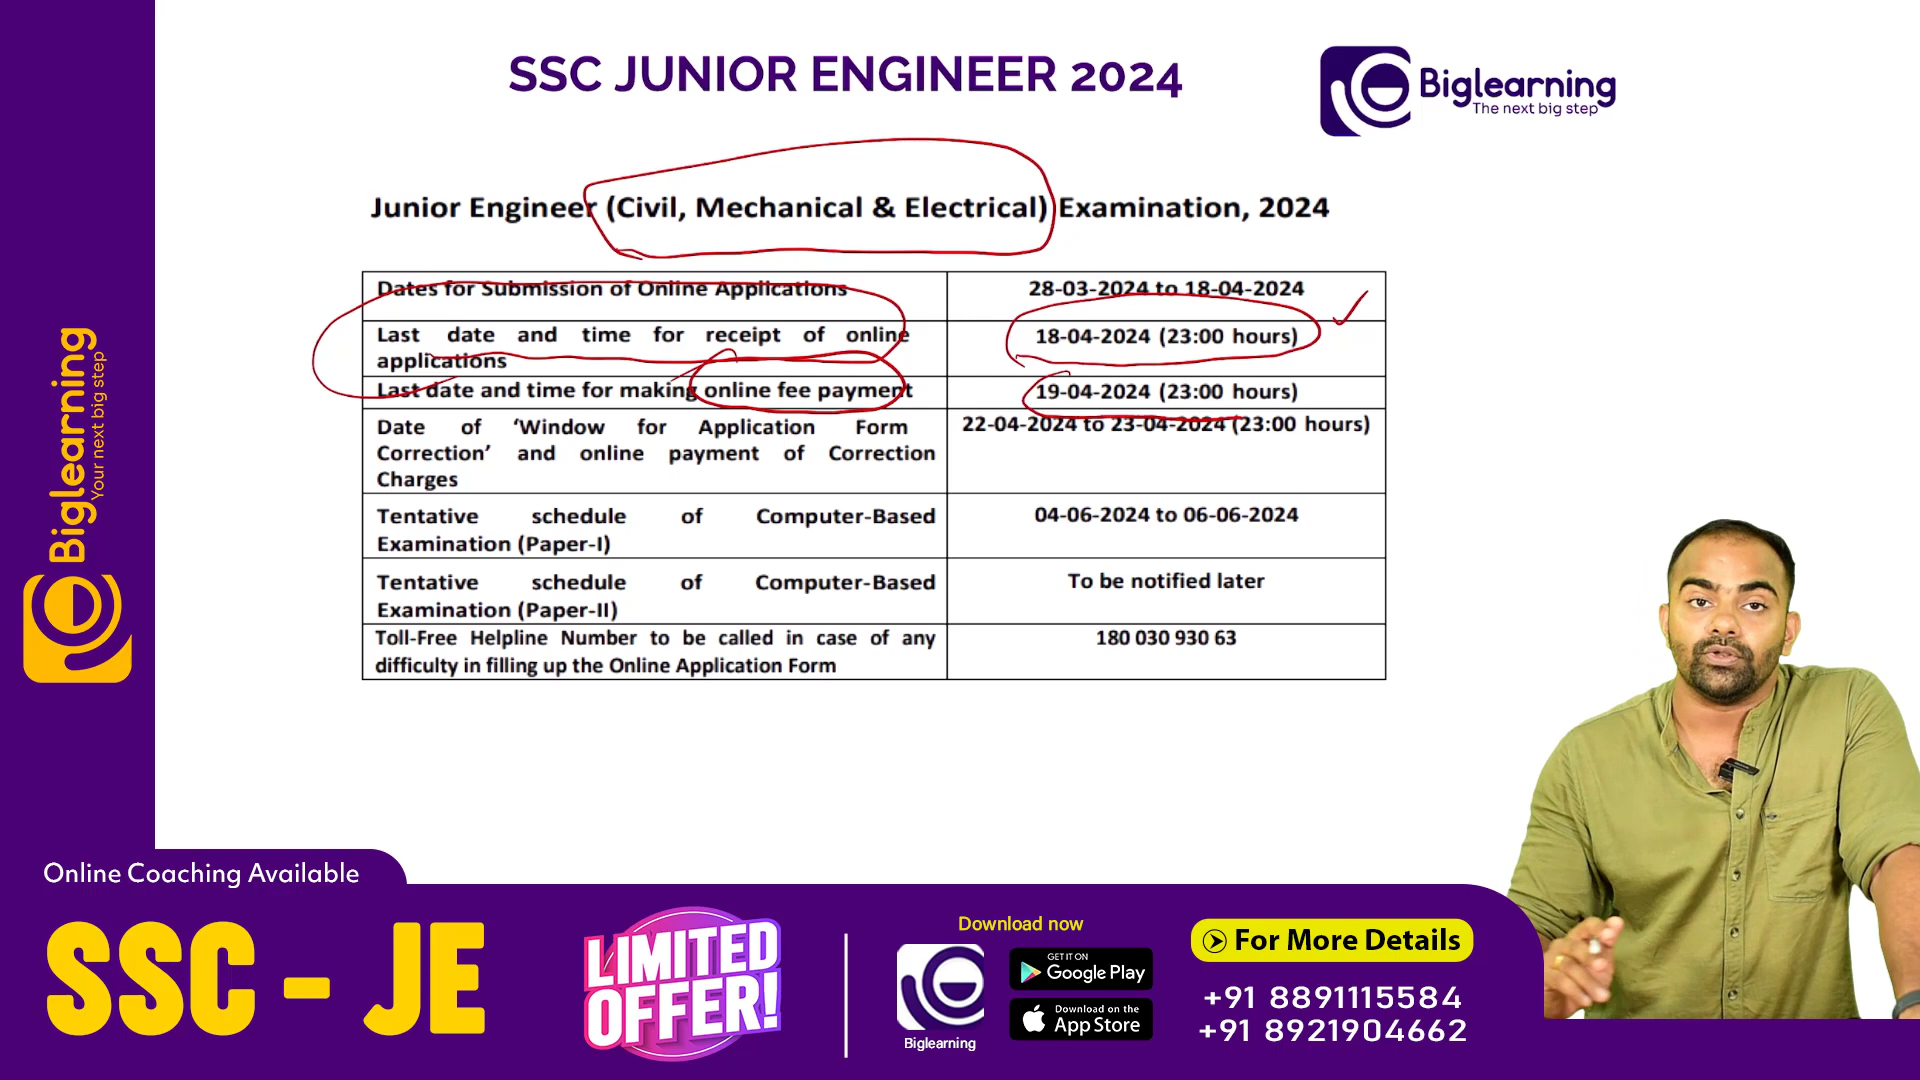 SSC JUNIOR ENGINEER 2024
Biglearning
The next big step
Junior Engineer (Civil, Mechanical & Electrical) Examination, 2024
Dates for Submission of Online Applications
28-03-2024 to 18-04-2024
Last date and time for receipt of online
applications
18-04-2024 (23:00 hours)
Last date and time for making online fee payment
19-04-2024 (23:00 hours)
Date of ‘Window for Application Form
Correction’ and online payment of Correction
Charges
22-04-2024 to 23-04-2024 (23:00 hours)
Tentative schedule of Computer-Based
Examination (Paper-I)
04-06-2024 to 06-06-2024
Tentative schedule of Computer-Based
Examination (Paper-II)
To be notified later
Toll-Free Helpline Number to be called in case of any
difficulty in filling up the Online Application Form
180 030 930 63
Biglearning
Your next big step
Online Coaching Available
SSC - JE
LIMITED
OFFER!
Download now
Biglearning
GET IT ON
Google Play
Download on the
App Store
For More Details
+91 8891115584
+91 8921904662